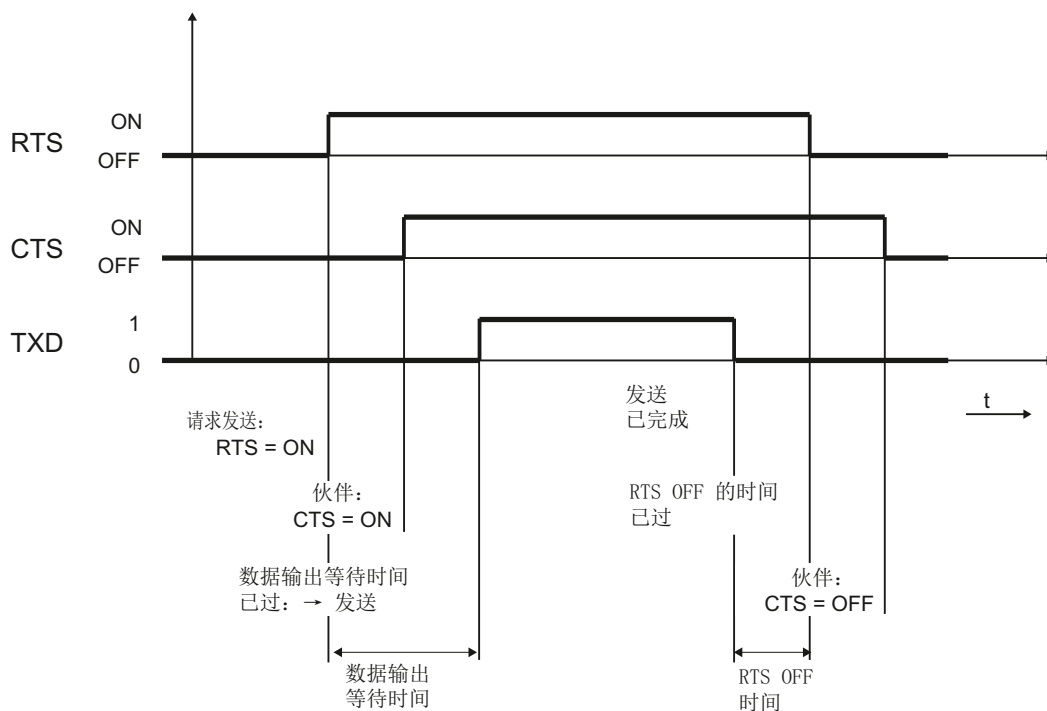 ON
RTS
OFF
ON
CTS
OFF
1
TXD
0
t
请求发送：
RTS = ON
发送
已完成
伙伴：
CTS = ON
RTS OFF 的时间
已过
数据输出等待时间
已过： → 发送
伙伴：
CTS = OFF
数据输出
等待时间
RTS OFF
时间